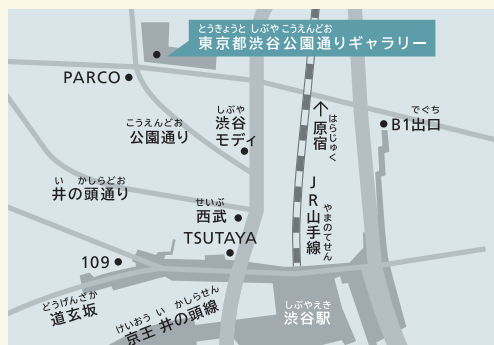 とうきょうと しぶや こうえんどお
東京都渋谷公園通りギャラリー
PARCO
しぶや
渋谷
モディ
こうえんどお
公園通り
はらじゅく
↑原宿
でぐち
B1出口
い かしらどお
井の頭通り
せいぶ
西武
TSUTAYA
やまのてせん
JR山手線
109
どうげんざか
道玄坂
けいおう い かしらせん
京王 井の頭線
しぶやえき
渋谷駅